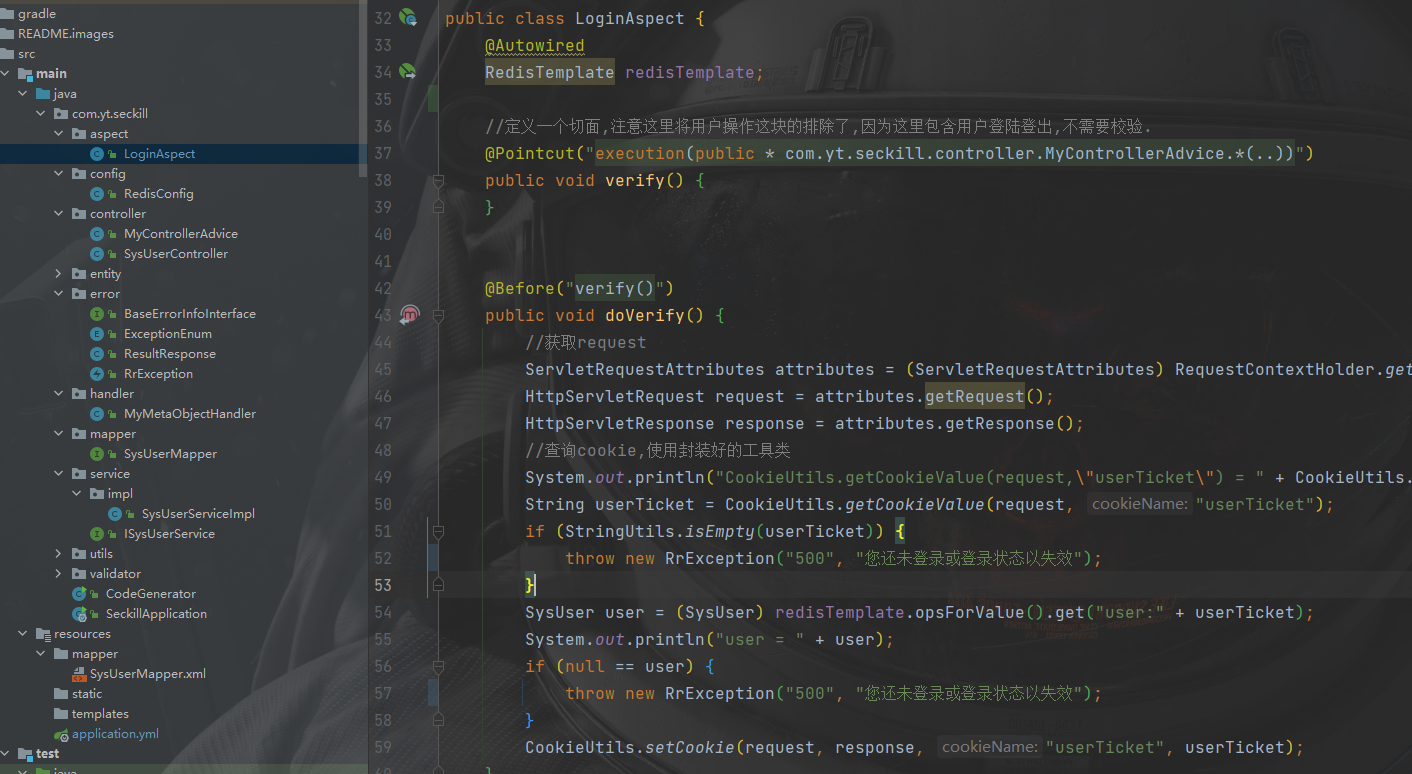 gradle
README.images
src
main
java
com.yt.seckill
aspect
LoginAspect
config
RedisConfig
controller
MyControllerAdvice
SysUserController
entity
error
BaseErrorInfoInterface
ExceptionEnum
ResultResponse
RrException
handler
MyMetaObjectHandler
mapper
SysUserMapper
service
impl
SysUserServiceImpl
ISysUserService
utils
validator
CodeGenerator
SeckillApplication
resources
mapper
SysUserMapper.xml
static
templates
application.yml
test
java
32 public class LoginAspect {
33 @Autowired
34 RedisTemplate redisTemplate;
35
36 //定义一个切面,注意这里将用户操作这块的排除了,因为这里包含用户登陆登出,不需要校验.
37 @Pointcut("execution(public * com.yt.seckill.controller.MyControllerAdvice.*(..))")
38 public void verify() {
39 }
40
41
42 @Before("verify()")
43 public void doVerify() {
44 //获取request
45 ServletRequestAttributes attributes = (ServletRequestAttributes) RequestContextHolder.get
46 HttpServletRequest request = attributes.getRequest();
47 HttpServletResponse response = attributes.getResponse();
48 //查询cookie,使用封装好的工具类
49 System.out.println("CookieUtils.getCookieValue(request,\"userTicket\") = " + CookieUtils.
50 String userTicket = CookieUtils.getCookieValue(request, cookieName: "userTicket");
51 if (StringUtils.isEmpty(userTicket)) {
52 throw new RrException("500", "您还未登录或登录状态以失效");
53 }
54 SysUser user = (SysUser) redisTemplate.opsForValue().get("user:" + userTicket);
55 System.out.println("user = " + user);
56 if (null == user) {
57 throw new RrException("500", "您还未登录或登录状态以失效");
58 }
59 CookieUtils.setCookie(request, response, cookieName: "userTicket", userTicket);